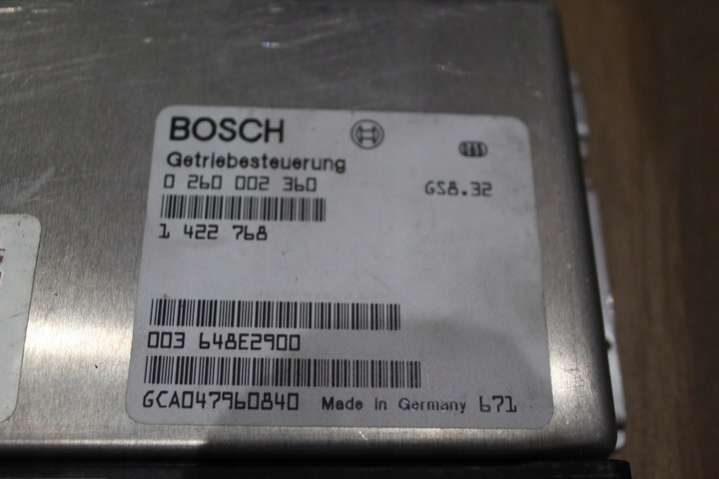 BOSCH
Getriebesteuerung
0 260 002 360
GS8.32
1 422 768
003 648E2900
GCA047960840 Made in Germany 671